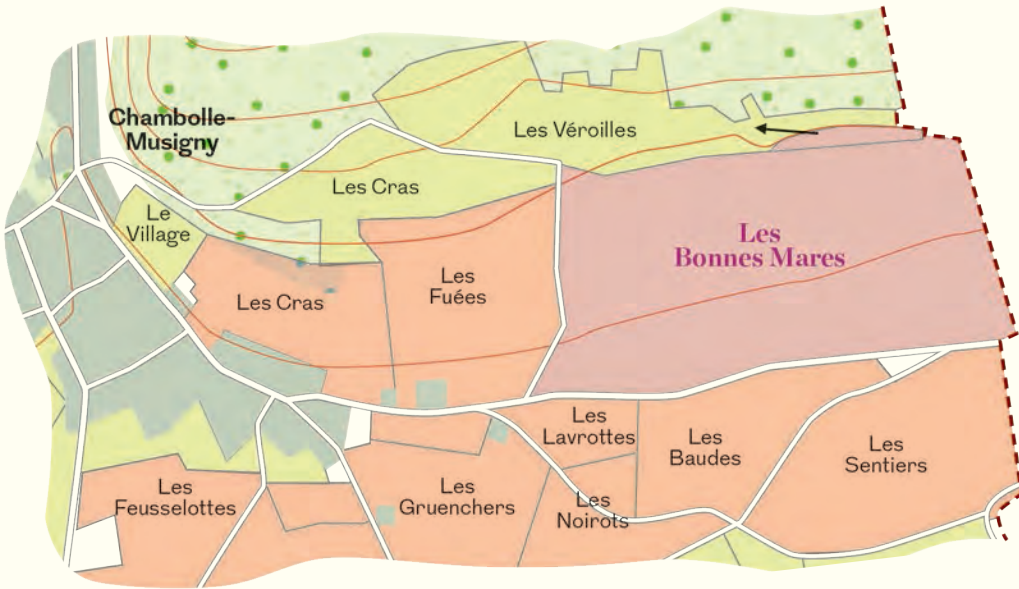 Chambolle-
Musigny
Les Véroilles
Les Cras
Le
Village
Les
Bonnes Mares
Les Cras
Les
Fuées
Les
Lavrottes
Les
Baudes
Les
Sentiers
Les
Feusselottes
Les
Gruenchers
Les
Noirots